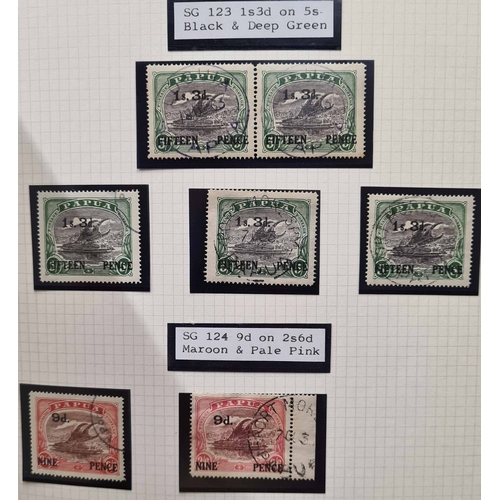 SG 123 1s3d on 5s
Black & Deep Green
PAPUA PAPUA
1s. 3d. 1s. 3d.
FIFTEEN PENCE FIFTEEN PENCE
PAPUA PAPUA PAPUA
1s. 3d. 1s. 3d. 1s. 3d.
FIFTEEN PENCE FIFTEEN PENCE FIFTEEN PENCE
SG 124 9d on 2s6d
Maroon & Pale Pink
PAPUA PAPUA
9d. 9d.
NINE PENCE NINE PENCE
PORT MOR